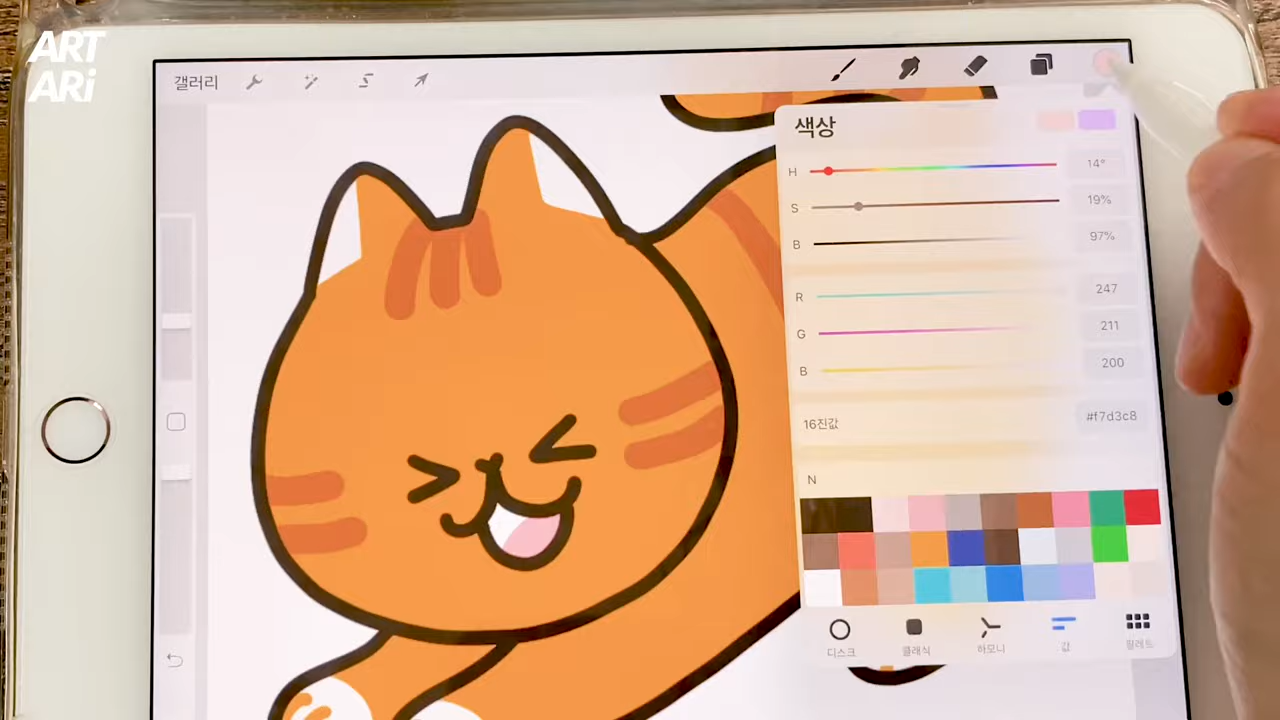 ART
ARi
갤러리
색상
H 14°
S 19%
B 97%
R 247
G 211
B 200
16진값 #f7d3c8
N
디스크 클래식 하모니 값 팔레트